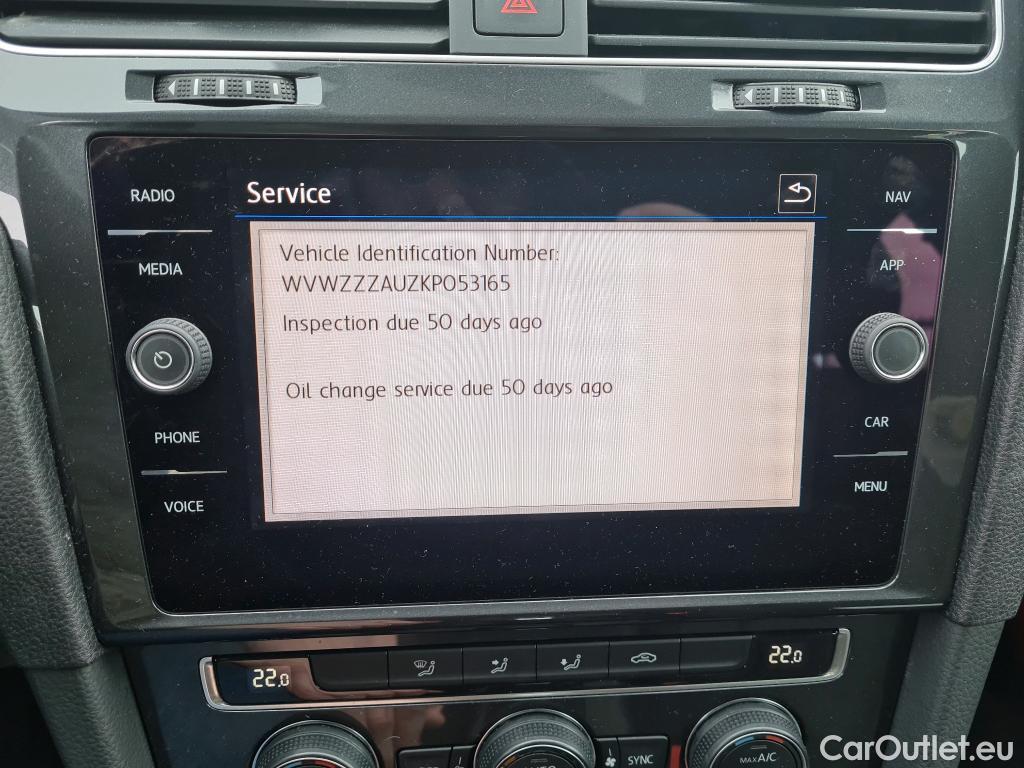 RADIO
Service
NAV
MEDIA
APP
Vehicle Identification Number:
WVWZZZAUZKP053165
Inspection due 50 days ago
Oil change service due 50 days ago
PHONE
CAR
VOICE
MENU
22.0
22.0
SYNC
MAX A/C
CarOutlet.eu